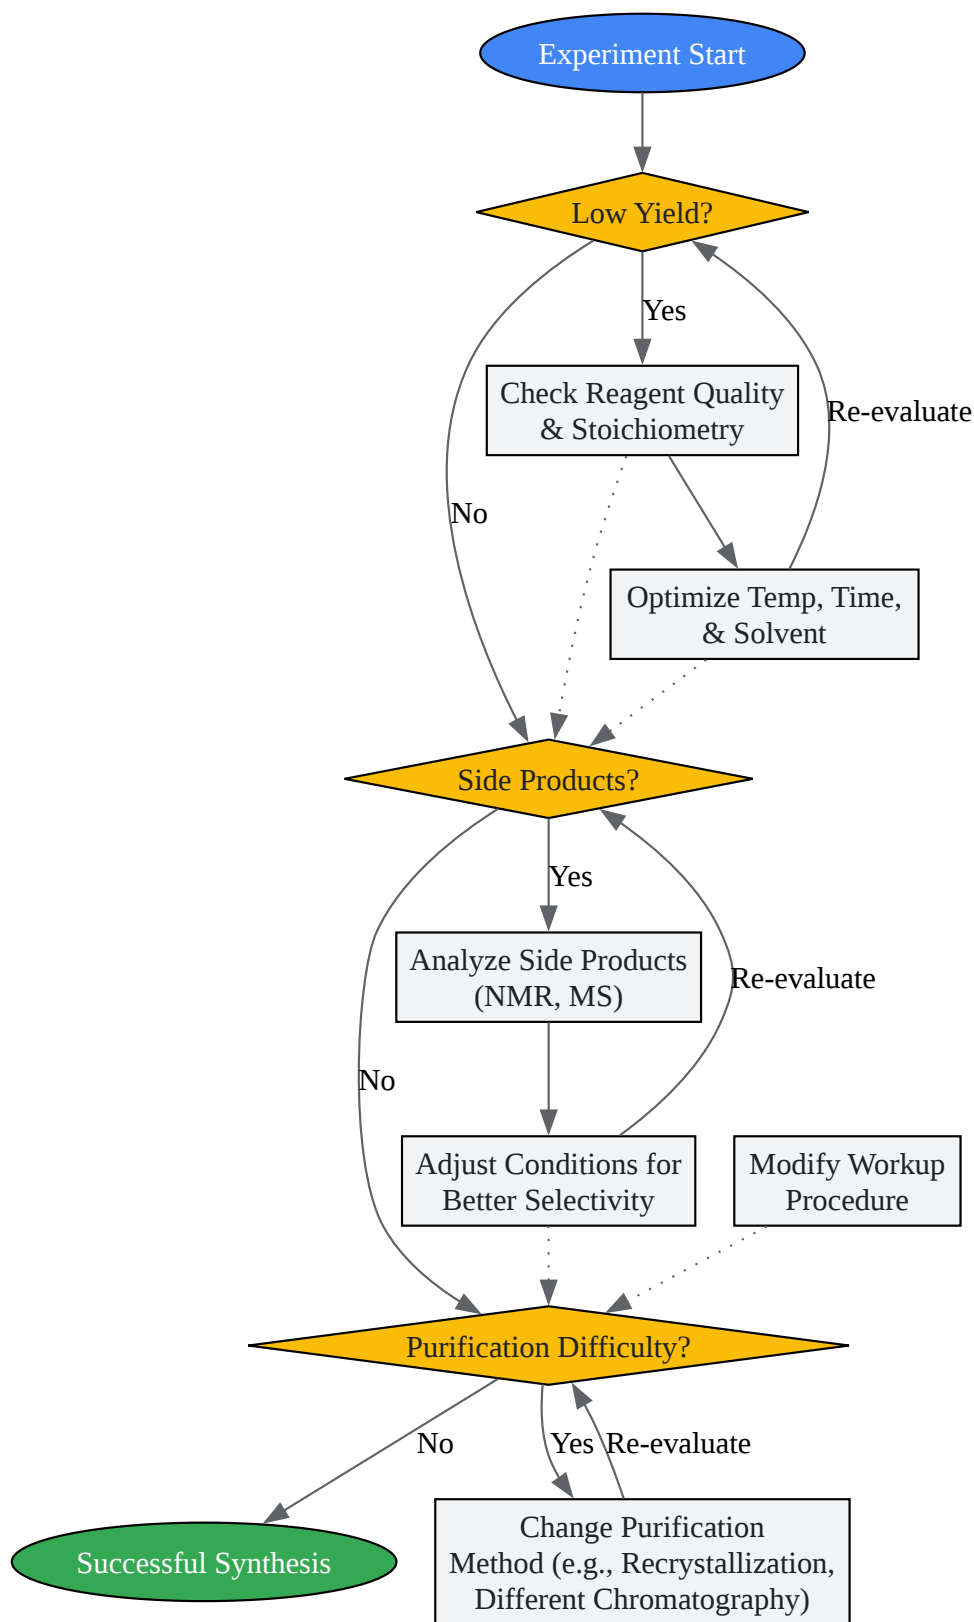 Experiment Start
Low Yield?
Yes
Check Reagent Quality
& Stoichiometry
Re-evaluate
No
Optimize Temp, Time,
& Solvent
Side Products?
Yes
Analyze Side Products
(NMR, MS)
Re-evaluate
No
Adjust Conditions for
Better Selectivity
Modify Workup
Procedure
Purification Difficulty?
No
Yes
Re-evaluate
Successful Synthesis
Change Purification
Method (e.g., Recrystallization,
Different Chromatography)